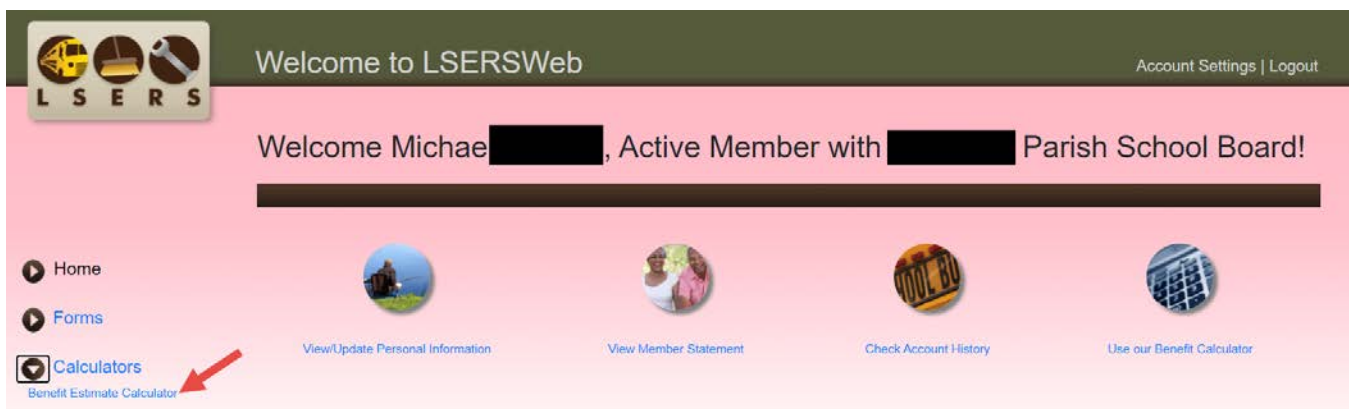 Welcome to LSERSWeb
Account Settings | Logout
L S E R S
Welcome Michae , Active Member with Parish School Board!
Home
Forms
Calculators
Benefit Estimate Calculator
View/Update Personal Information
View Member Statement
Check Account History
Use our Benefit Calculator